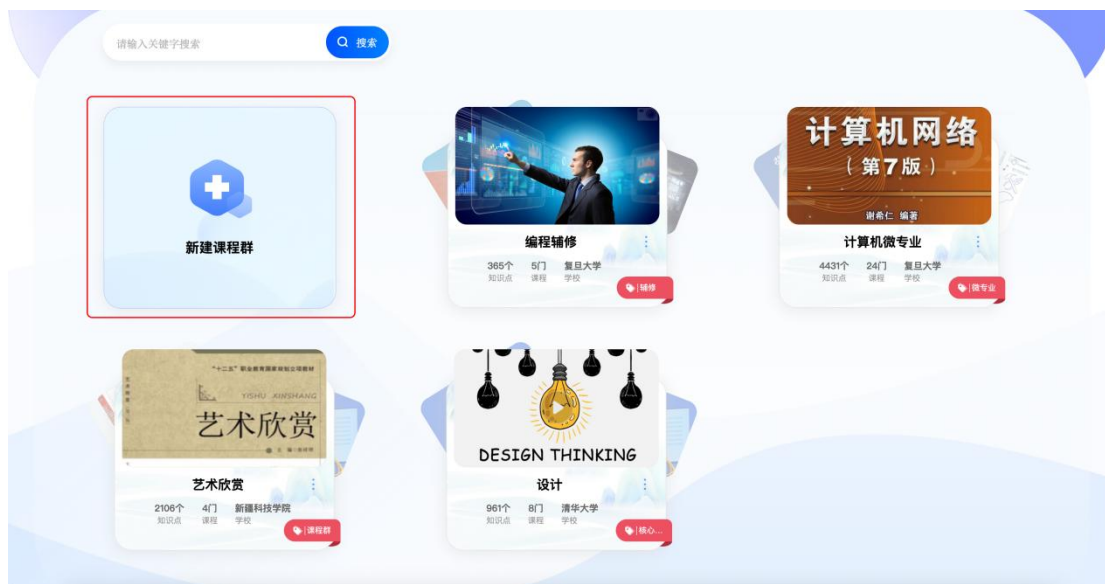 请输入关键字搜索
搜索
新建课程群
编程辅修
365个 5门 复旦大学
知识点 课程 学校
辅修
计算机网络
(第7版)
谢希仁 编著
计算机微专业
4431个 24门 复旦大学
知识点 课程 学校
微专业
“十二五”职业教育国家规划立项教材
YISHU XINSHANG
艺术欣赏
艺术欣赏
2106个 4门 新疆科技学院
知识点 课程 学校
课程群
DESIGN THINKING
设计
961个 8门 清华大学
知识点 课程 学校
核心...